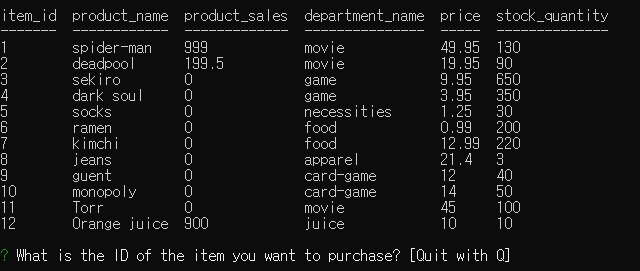 item_id product_name product_sales department_name price stock_quantity
------- ------------ ------------- --------------- ----- --------------
1 spider-man 999 movie 49.95 130
2 deadpool 199.5 movie 19.95 90
3 sekiro 0 game 9.95 650
4 dark soul 0 game 3.95 350
5 socks 0 necessities 1.25 30
6 ramen 0 food 0.99 200
7 kimchi 0 food 12.99 220
8 jeans 0 apparel 21.4 3
9 guent 0 card-game 12 40
10 monopoly 0 card-game 14 50
11 Torr 0 movie 45 100
12 Orange juice 900 juice 10 10
? What is the ID of the item you want to purchase? [Quit with Q]